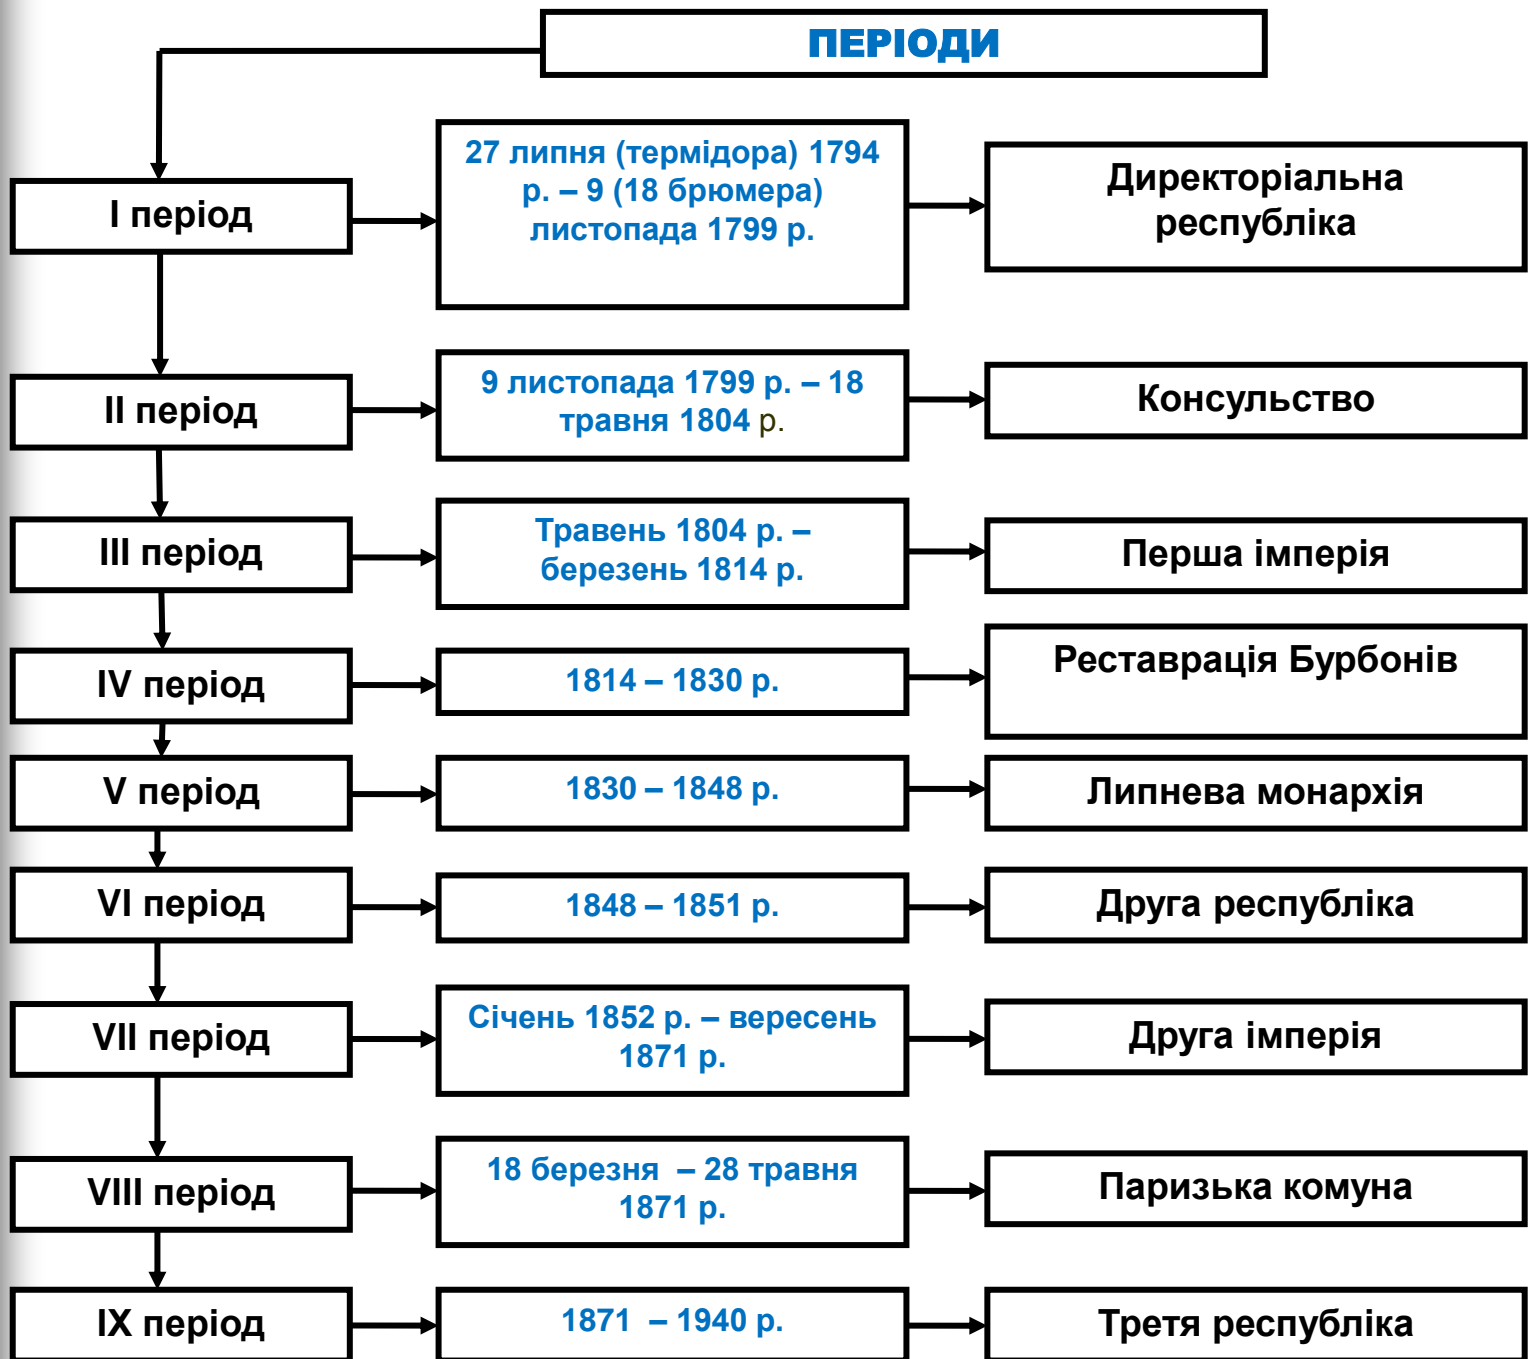 ПЕРІОДИ
І період
27 липня (термідора) 1794
р. – 9 (18 брюмера)
листопада 1799 р.
Директоріальна
республіка
ІІ період
9 листопада 1799 р. – 18
травня 1804 р.
Консульство
ІІІ період
Травень 1804 р. –
березень 1814 р.
Перша імперія
IV період
1814 – 1830 р.
Реставрація Бурбонів
V період
1830 – 1848 р.
Липнева монархія
VI період
1848 – 1851 р.
Друга республіка
VII період
Січень 1852 р. – вересень
1871 р.
Друга імперія
VIII період
18 березня – 28 травня
1871 р.
Паризька комуна
IX період
1871 – 1940 р.
Третя республіка